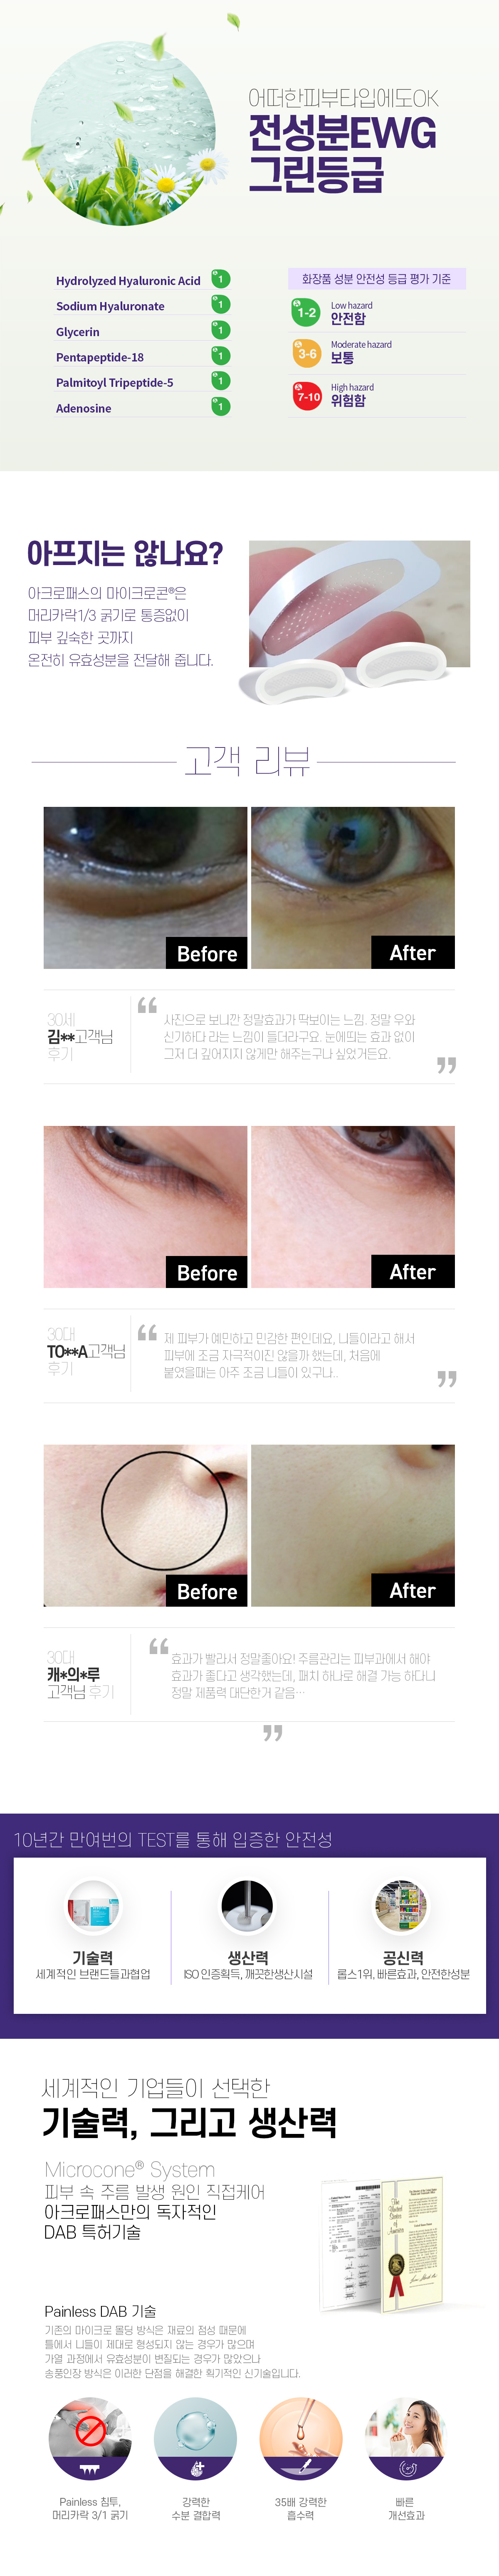 어떠한피부타입에도OK
전성분EWG
그린등급
Hydrolyzed Hyaluronic Acid 1
Sodium Hyaluronate 1
Glycerin 1
Pentapeptide-18 1
Palmitoyl Tripeptide-5 1
Adenosine 1
화장품 성분 안전성 등급 평가 기준
1-2 Low hazard
안전함
3-6 Moderate hazard
보통
7-10 High hazard
위험함
아프지는 않나요?
아크로패스의 마이크로콘®은
머리카락1/3 굵기로 통증없이
피부 깊숙한 곳까지
온전히 유효성분을 전달해 줍니다.
고객 리뷰
Before
After
30세
김**고객님
후기
“
사진으로 보니깐 정말효과가 딱보이는 느낌. 정말 우와
신기하다 라는 느낌이 들더라구요. 눈에띄는 효과 없이
그저 더 깊어지지 않게만 해주는구나 싶었거든요.
”
Before
After
30대
TO**A고객님
후기
“
제 피부가 예민하고 민감한 편인데요, 니들이라고 해서
피부에 조금 자극적이진 않을까 했는데, 처음에
붙였을때는 아주 조금 니들이 있구나..
”
Before
After
30대
캐*의*루
고객님 후기
“
효과가 빨라서 정말좋아요! 주름관리는 피부과에서 해야
효과가 좋다고 생각했는데, 패치 하나로 해결 가능 하다니
정말 제품력 대단한거 같음…
”
10년간 만여번의 TEST를 통해 입증한 안전성
기술력
세계적인 브랜드들과협업
생산력
ISO 인증획득, 깨끗한생산시설
공신력
롭스1위, 빠른효과, 안전한성분
세계적인 기업들이 선택한
기술력, 그리고 생산력
Microcone® System
피부 속 주름 발생 원인 직접케어
아크로패스만의 독자적인
DAB 특허기술
The
United
States
of
America
Painless DAB 기술
기존의 마이크로 몰딩 방식은 재료의 점성 때문에
틀에서 니들이 제대로 형성되지 않는 경우가 많으며
가열 과정에서 유효성분이 변질되는 경우가 많았으나
송풍인장 방식은 이러한 단점을 해결한 획기적인 신기술입니다.
Painless 침투,
머리카락 3/1 굵기
강력한
수분 결합력
35배 강력한
흡수력
빠른
개선효과